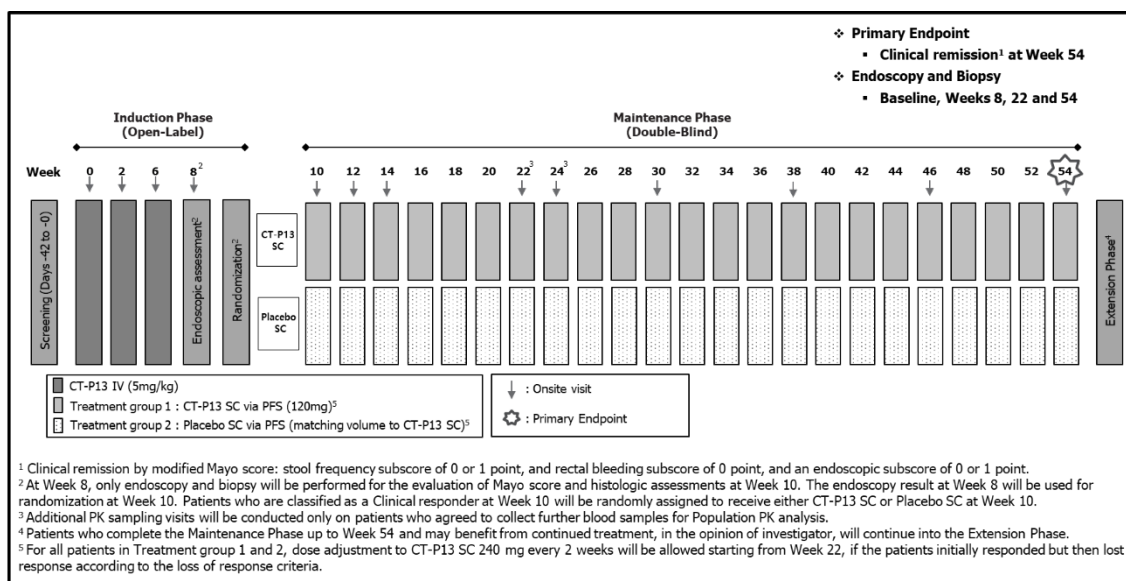 ❖ Primary Endpoint
▪ Clinical remission¹ at Week 54
❖ Endoscopy and Biopsy
▪ Baseline, Weeks 8, 22 and 54
Induction Phase
(Open-Label)
Maintenance Phase
(Double-Blind)
Week 0 2 6 8² 10 12 14 16 18 20 22³ 24³ 26 28 30 32 34 36 38 40 42 44 46 48 50 52 54
Screening (Days -42 to -0)
Endoscopic assessment²
Randomization²
CT-P13
SC
Placebo
SC
Extension Phase⁴
CT-P13 IV (5mg/kg)
Treatment group 1 : CT-P13 SC via PFS (120mg)⁵
Treatment group 2 : Placebo SC via PFS (matching volume to CT-P13 SC)⁵
: Onsite visit
: Primary Endpoint
¹ Clinical remission by modified Mayo score: stool frequency subscore of 0 or 1 point, and rectal bleeding subscore of 0 point, and an endoscopic subscore of 0 or 1 point.
² At Week 8, only endoscopy and biopsy will be performed for the evaluation of Mayo score and histologic assessments at Week 10. The endoscopy result at Week 8 will be used for
randomization at Week 10. Patients who are classified as a Clinical responder at Week 10 will be randomly assigned to receive either CT-P13 SC or Placebo SC at Week 10.
³ Additional PK sampling visits will be conducted only on patients who agreed to collect further blood samples for Population PK analysis.
⁴ Patients who complete the Maintenance Phase up to Week 54 and may benefit from continued treatment, in the opinion of investigator, will continue into the Extension Phase.
⁵ For all patients in Treatment group 1 and 2, dose adjustment to CT-P13 SC 240 mg every 2 weeks will be allowed starting from Week 22, if the patients initially responded but then lost
response according to the loss of response criteria.